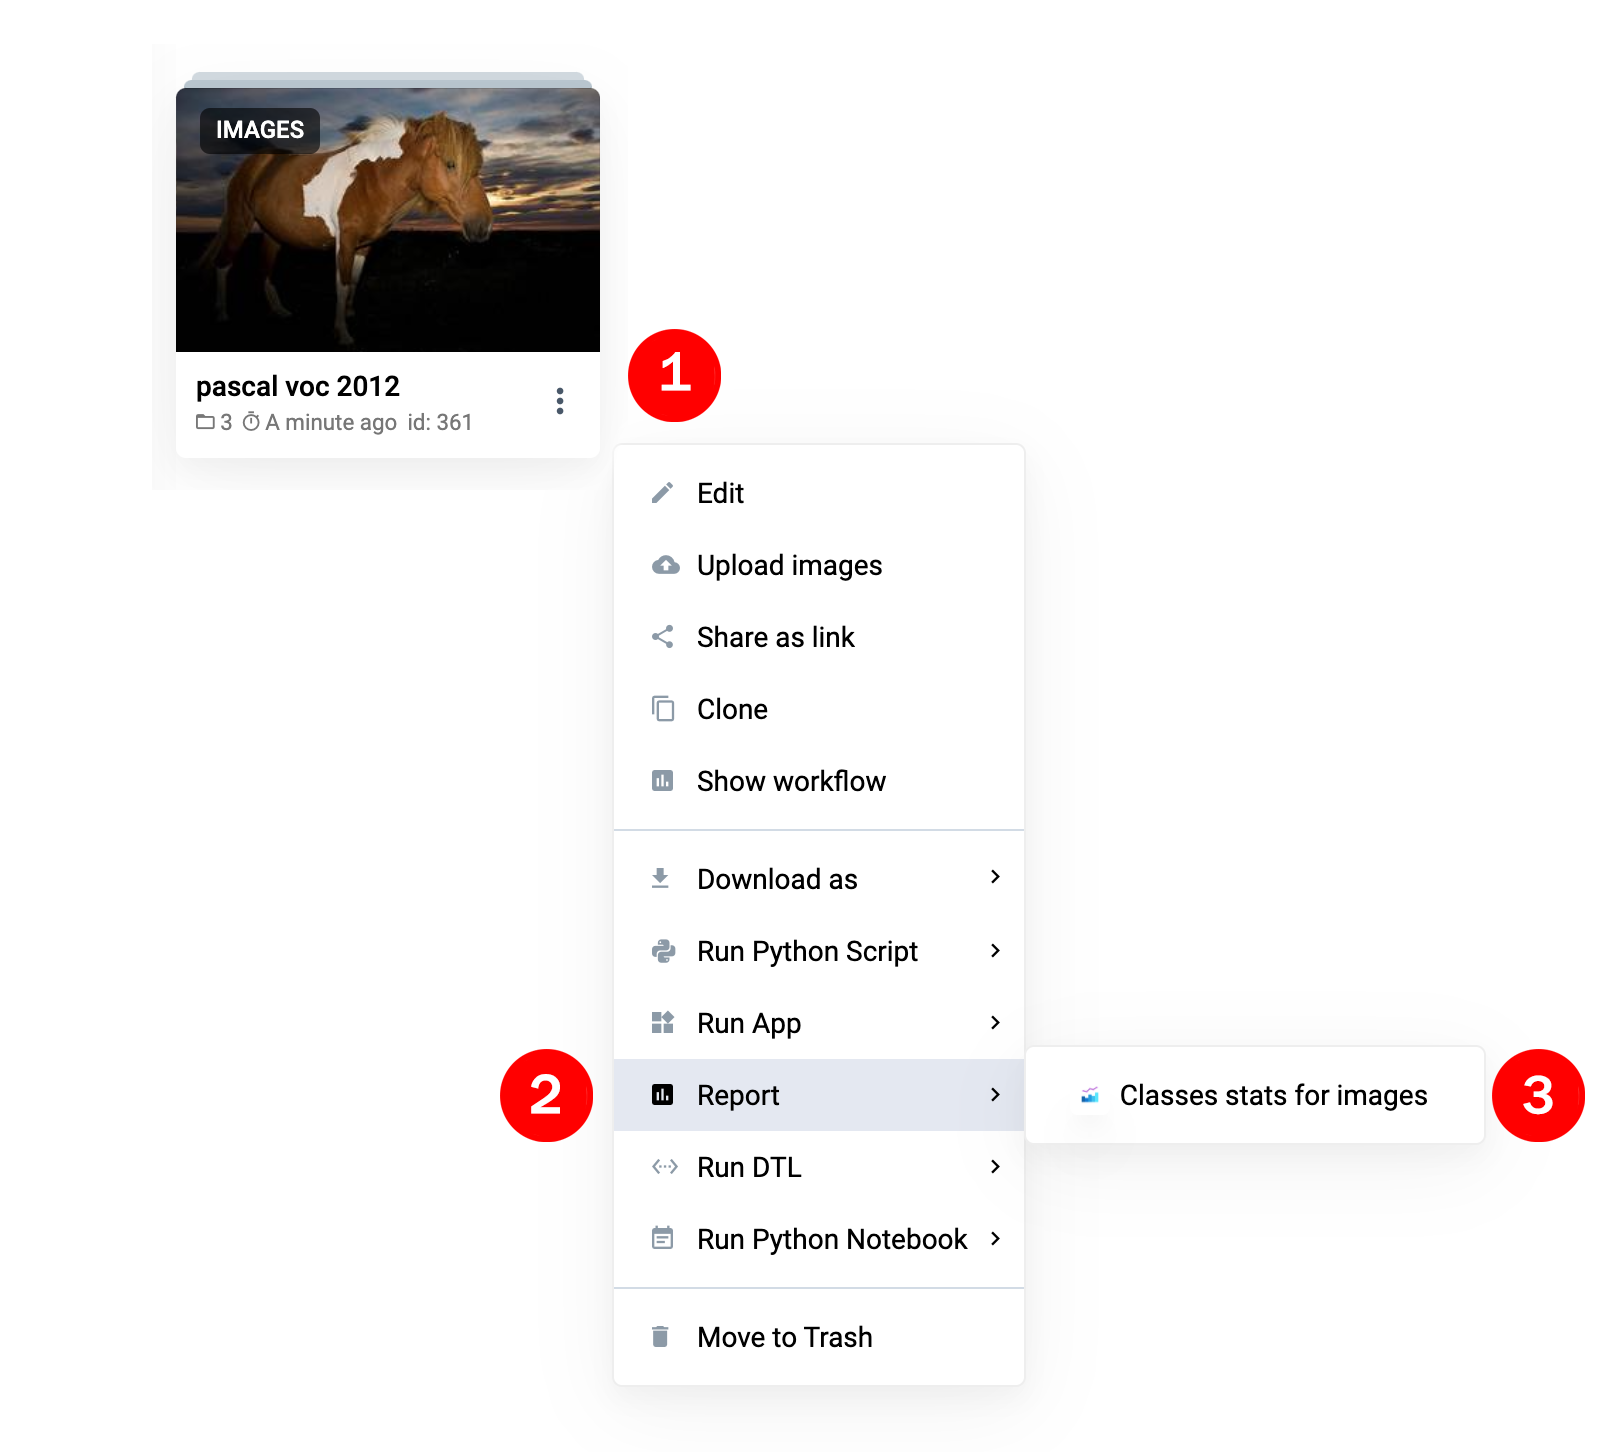 IMAGES
pascal voc 2012
3 A minute ago id: 361
1
Edit
Upload images
Share as link
Clone
Show workflow
Download as
Run Python Script
Run App
2
Report
Classes stats for images
3
Run DTL
Run Python Notebook
Move to Trash